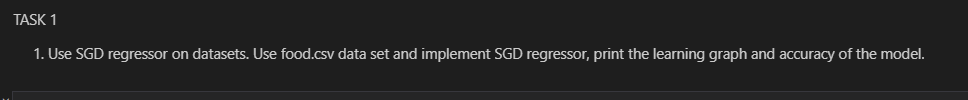 TASK 1
1. Use SGD regressor on datasets. Use food.csv data set and implement SGD regressor, print the learning graph and accuracy of the model.